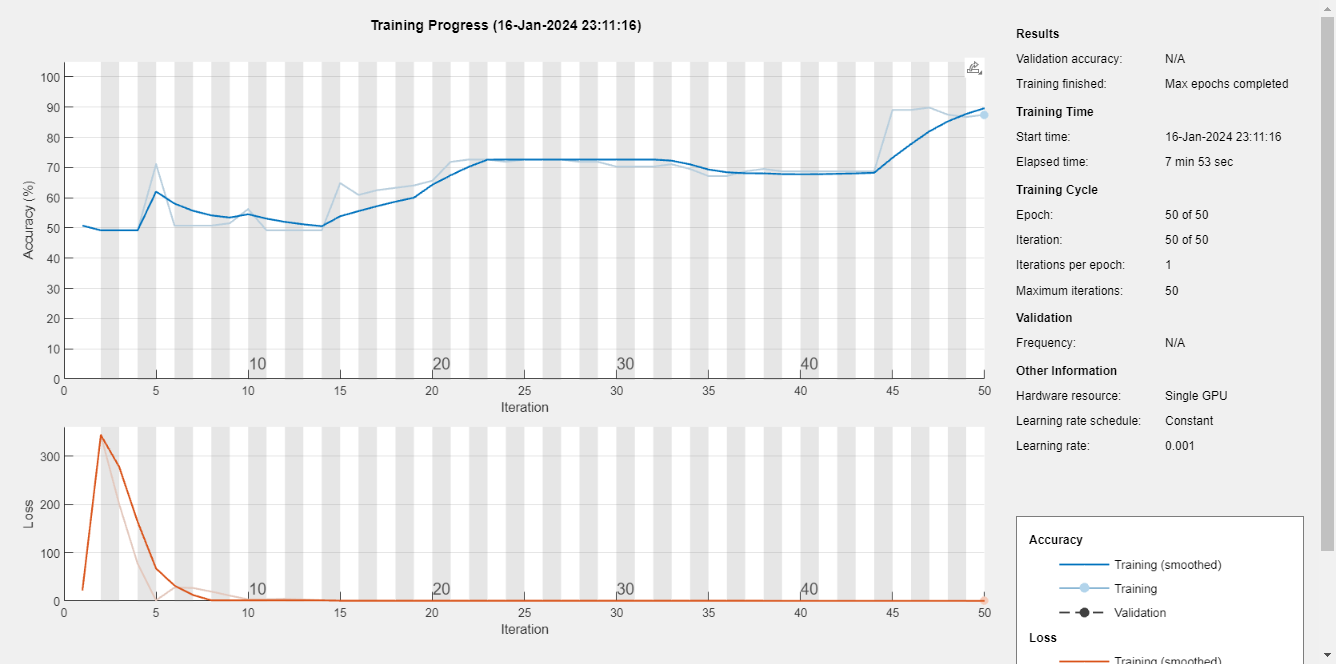 Training Progress (16-Jan-2024 23:11:16)
100
90
80
70
60
50
40
30
20
10
0
Accuracy (%)
10
20
30
40
0
5
10
15
20
25
30
35
40
45
50
Iteration
300
200
100
0
Loss
10
20
30
40
0
5
10
15
20
25
30
35
40
45
50
Iteration
Results
Validation accuracy: N/A
Training finished: Max epochs completed
Training Time
Start time: 16-Jan-2024 23:11:16
Elapsed time: 7 min 53 sec
Training Cycle
Epoch: 50 of 50
Iteration: 50 of 50
Iterations per epoch: 1
Maximum iterations: 50
Validation
Frequency: N/A
Other Information
Hardware resource: Single GPU
Learning rate schedule: Constant
Learning rate: 0.001
Accuracy
Training (smoothed)
Training
Validation
Loss
Training (smoothed)